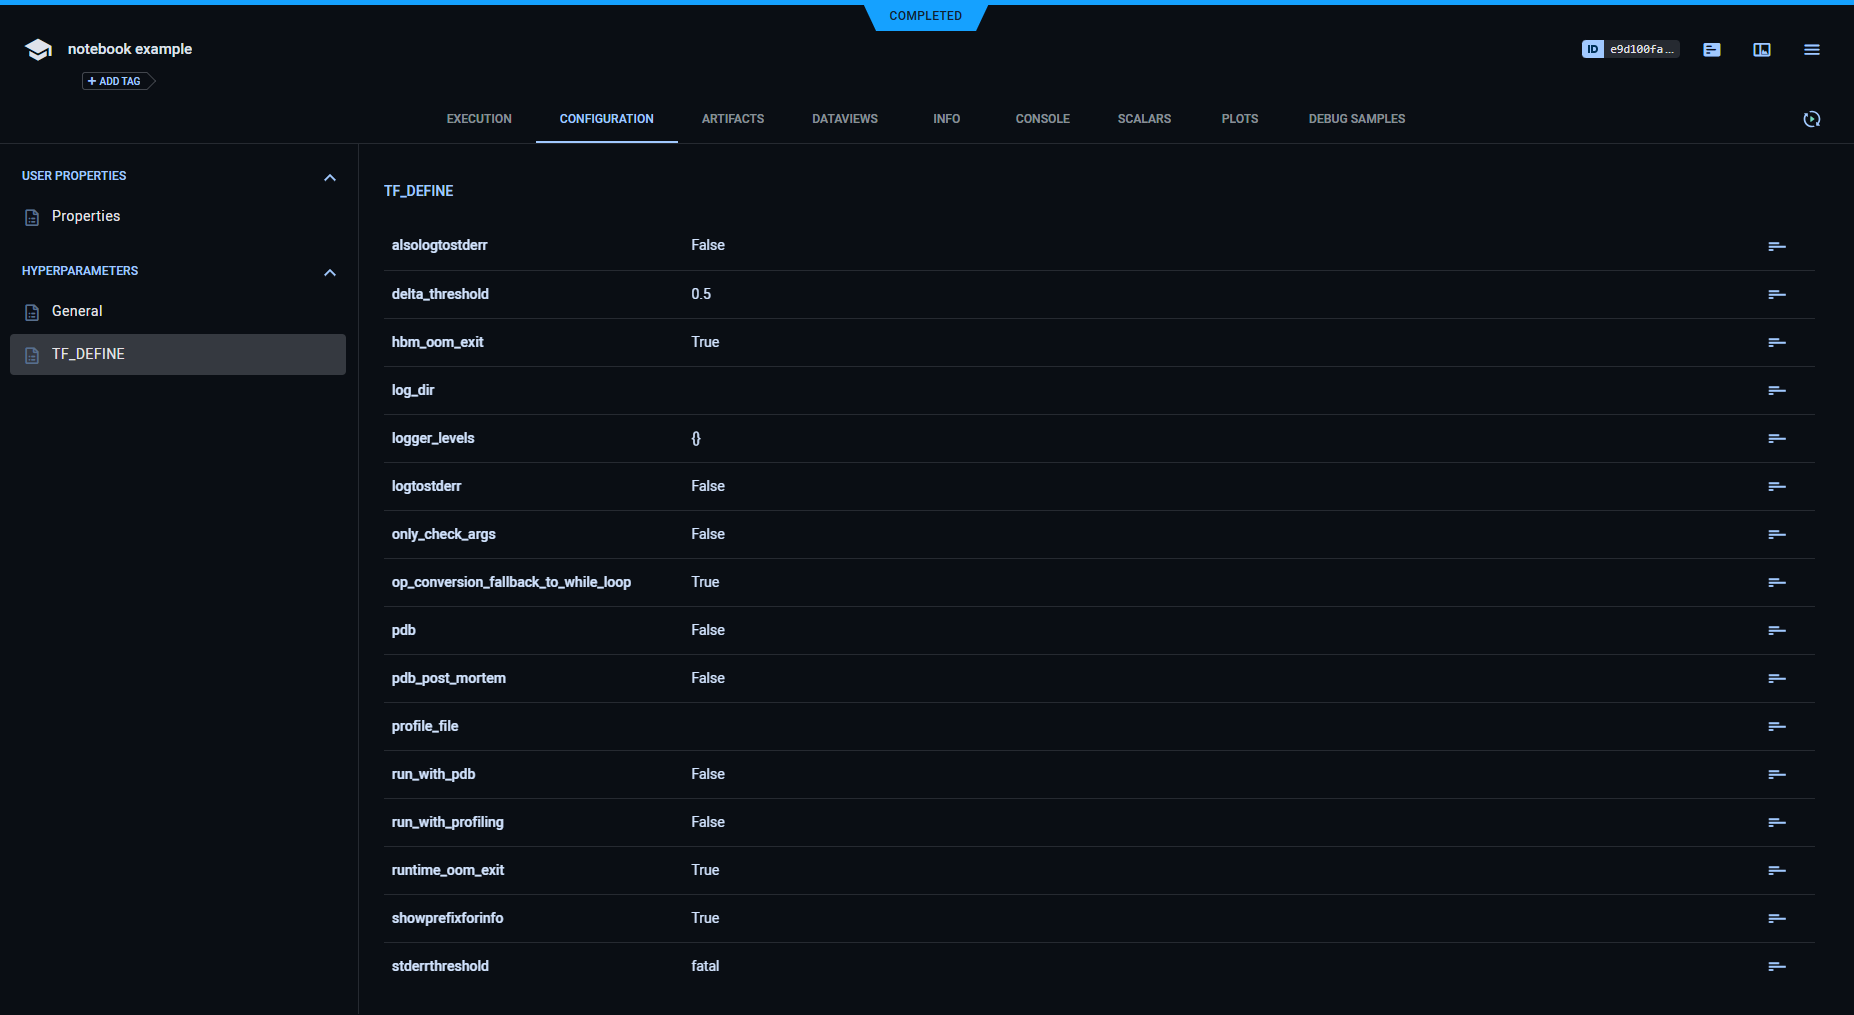 COMPLETED
notebook example
ID e9d100fa...
+ ADD TAG
EXECUTION CONFIGURATION ARTIFACTS DATAVIEWS INFO CONSOLE SCALARS PLOTS DEBUG SAMPLES
USER PROPERTIES
Properties
HYPERPARAMETERS
General
TF_DEFINE
TF_DEFINE
alsologtostderr False
delta_threshold 0.5
hbm_oom_exit True
log_dir
logger_levels {}
logtostderr False
only_check_args False
op_conversion_fallback_to_while_loop True
pdb False
pdb_post_mortem False
profile_file
run_with_pdb False
run_with_profiling False
runtime_oom_exit True
showprefixforinfo True
stderrthreshold fatal